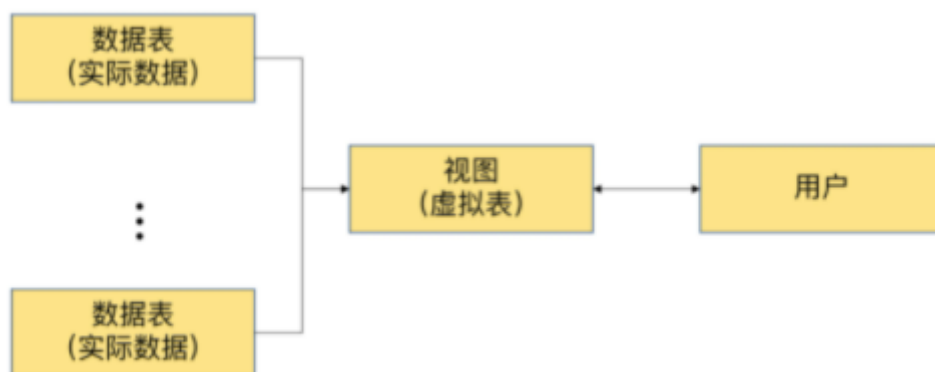 数据表
（实际数据）
视图
（虚拟表）
用户
数据表
（实际数据）